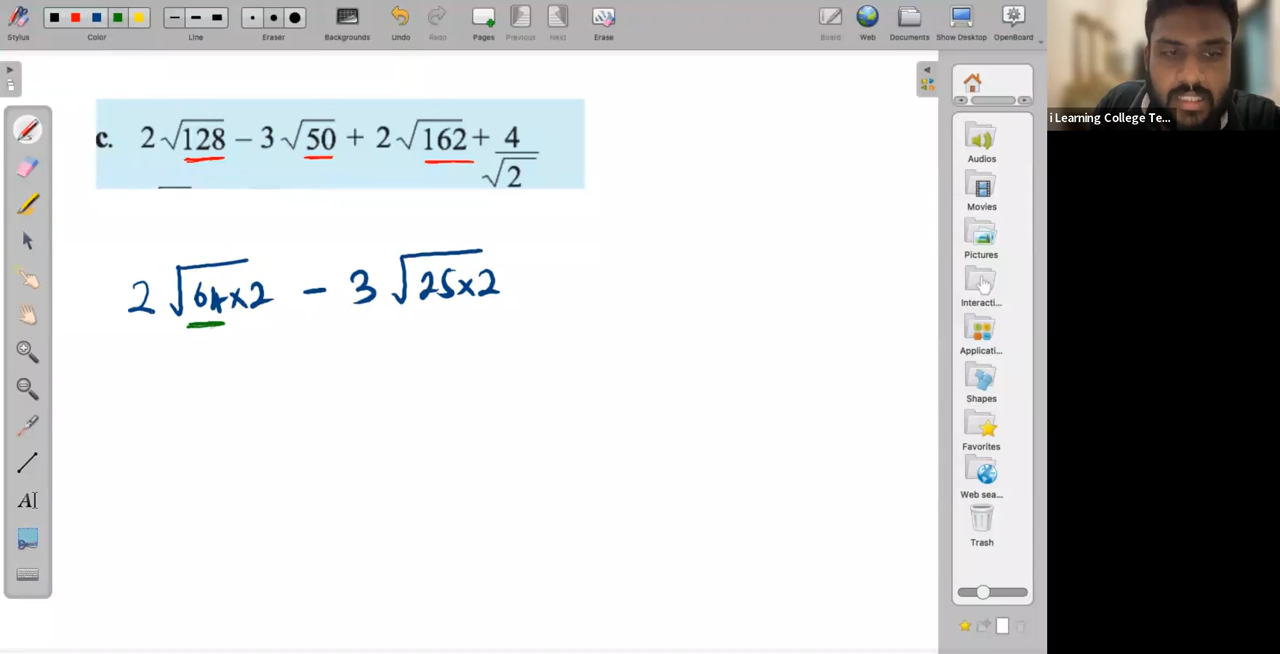 Stylus
Color
Line
Eraser
Backgrounds
Undo
Redo
Pages
Previous
Next
Erase
Board
Web
Documents
Show Desktop
OpenBoard
c. 2√128 − 3√50 + 2√162 + 4/√2
2√64×2 − 3√25×2
Audios
Movies
Pictures
Interacti...
Applicati...
Shapes
Favorites
Web sea...
Trash
i Learning College Te...